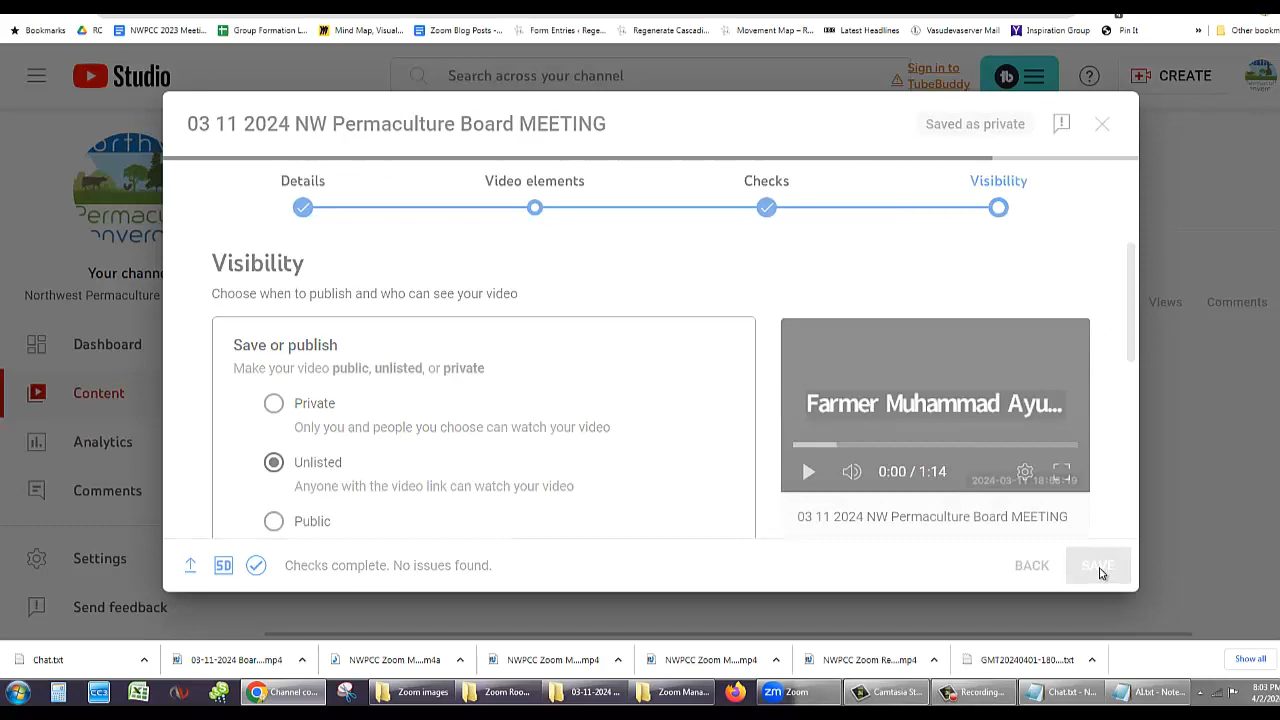 Bookmarks
RC
NWPCC 2023 Meeti...
Group Formation L...
Mind Map, Visual...
Zoom Blog Posts -...
Form Entries ‹ Rege...
Regenerate Cascadi...
Movement Map – R...
Latest Headlines
Vasudevaserver Mail
Inspiration Group
Pin It
»
Other bookm
Studio
Search across your channel
Sign in to
TubeBuddy
CREATE
Your chann
Northwest Permaculture
Dashboard
Content
Analytics
Comments
Settings
Send feedback
Views
Comments
03 11 2024 NW Permaculture Board MEETING
Saved as private
Details
Video elements
Checks
Visibility
Visibility
Choose when to publish and who can see your video
Save or publish
Make your video public, unlisted, or private
Private
Only you and people you choose can watch your video
Unlisted
Anyone with the video link can watch your video
Public
Farmer Muhammad Ayu...
0:00 / 1:14
03 11 2024 NW Permaculture Board MEETING
SD
Checks complete. No issues found.
BACK
SAVE
Chat.txt
03-11-2024 Boar....mp4
NWPCC Zoom M....m4a
NWPCC Zoom M....mp4
NWPCC Zoom M....mp4
NWPCC Zoom Re....mp4
GMT20240401-180....txt
Show all
CC3
Channel co...
Zoom images
Zoom Roo...
03-11-2024 ...
Zoom Mana...
zm Zoom
Camtasia St...
Recording...
Chat.txt - N...
AI.txt - Note...
8:03 PM
4/2/202